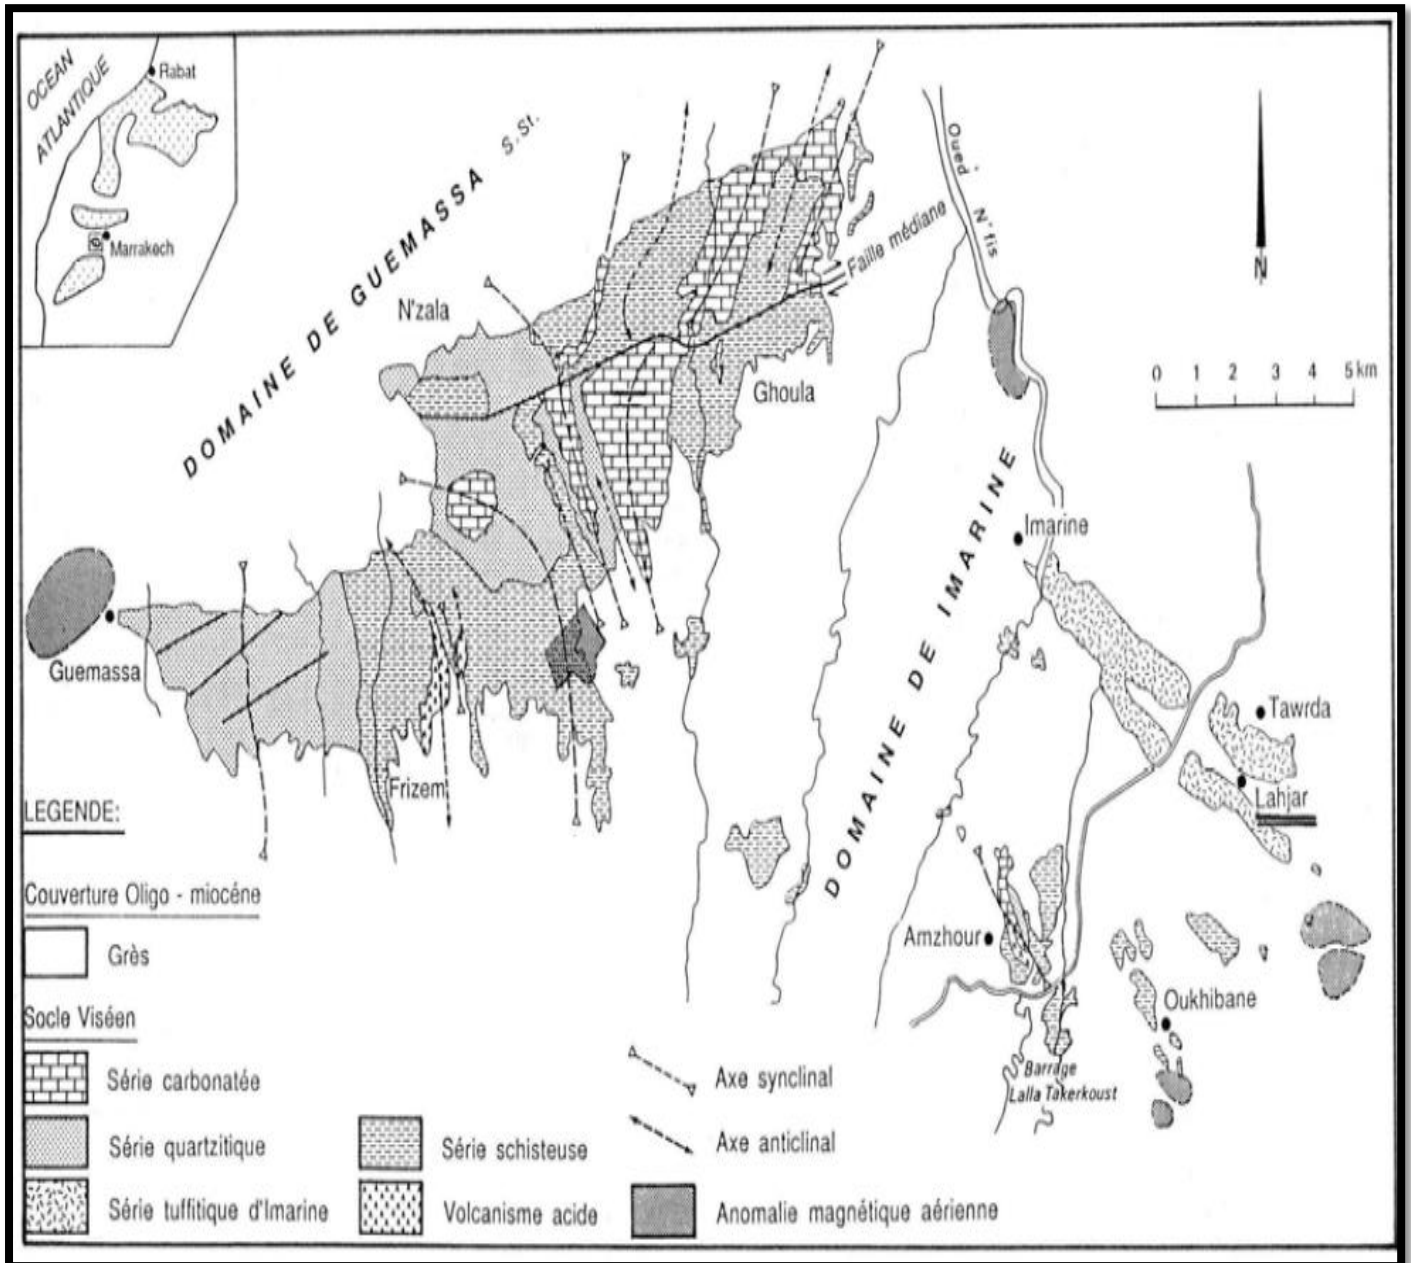 OCEAN
ATLANTIQUE
Rabat
Marrakech
DOMAINE DE GUEMASSA S.St.
N'zala
Oued N'fis
Faille médiane
Ghoula
N
0 1 2 3 4 5 km
DOMAINE DE IMARINE
Imarine
Guemassa
Tawrda
Frizem
Lahjar
Amzhour
Oukhibane
Barrage
Lalla Takerkoust
LEGENDE:
Couverture Oligo - miocéne
Grès
Socle Viséen
Série carbonatée
Axe synclinal
Série quartzitique
Série schisteuse
Axe anticlinal
Série tuffitique d'Imarine
Volcanisme acide
Anomalie magnétique aérienne